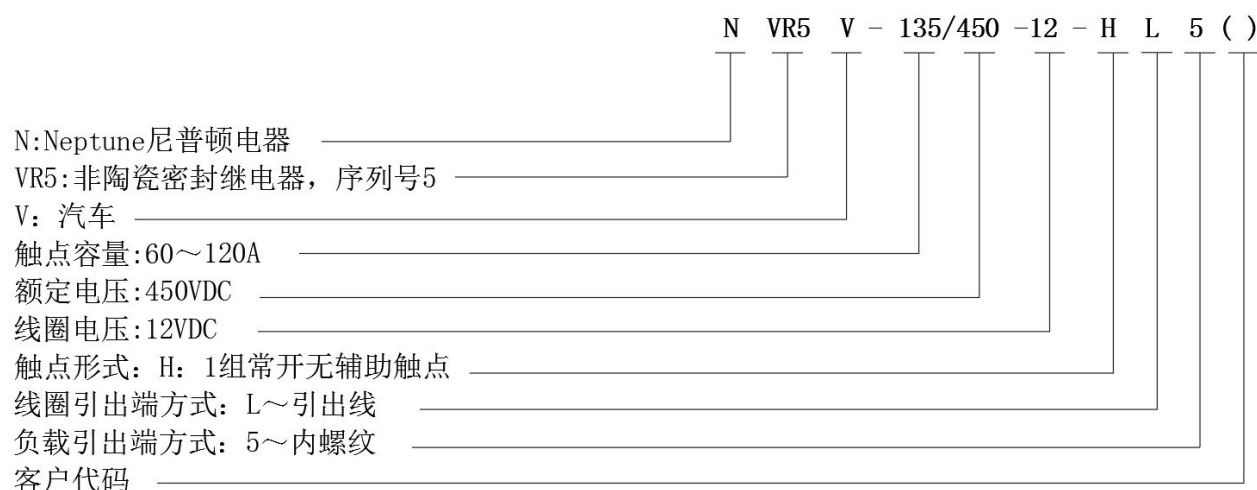 N VR5 V - 135/450 -12 - H L 5 ( )
N:Neptune尼普顿电器
VR5:非陶瓷密封继电器，序列号5
V：汽车
触点容量:60～120A
额定电压:450VDC
线圈电压:12VDC
触点形式：H：1组常开无辅助触点
线圈引出端方式：L～引出线
负载引出端方式：5～内螺纹
客户代码